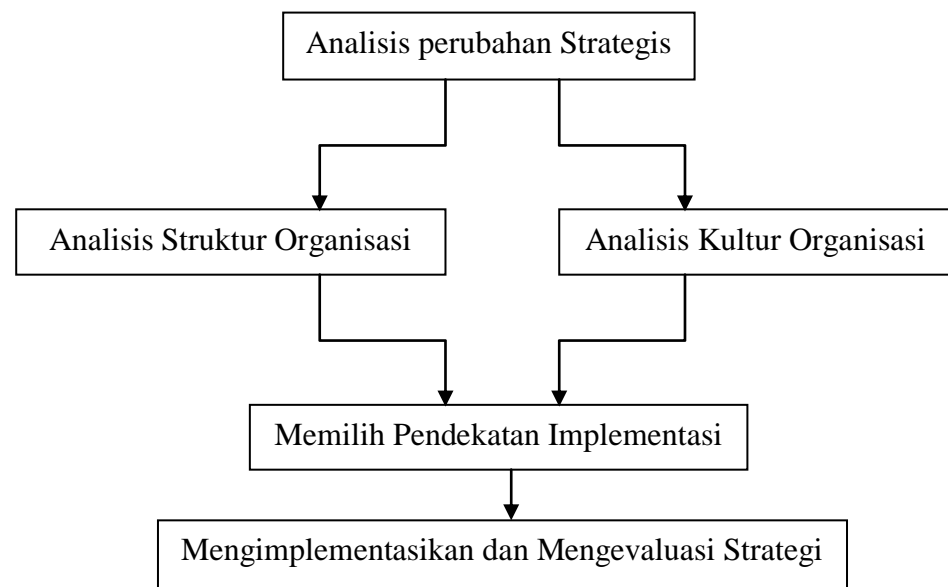 Analisis perubahan Strategis
Analisis Struktur Organisasi
Analisis Kultur Organisasi
Memilih Pendekatan Implementasi
Mengimplementasikan dan Mengevaluasi Strategi